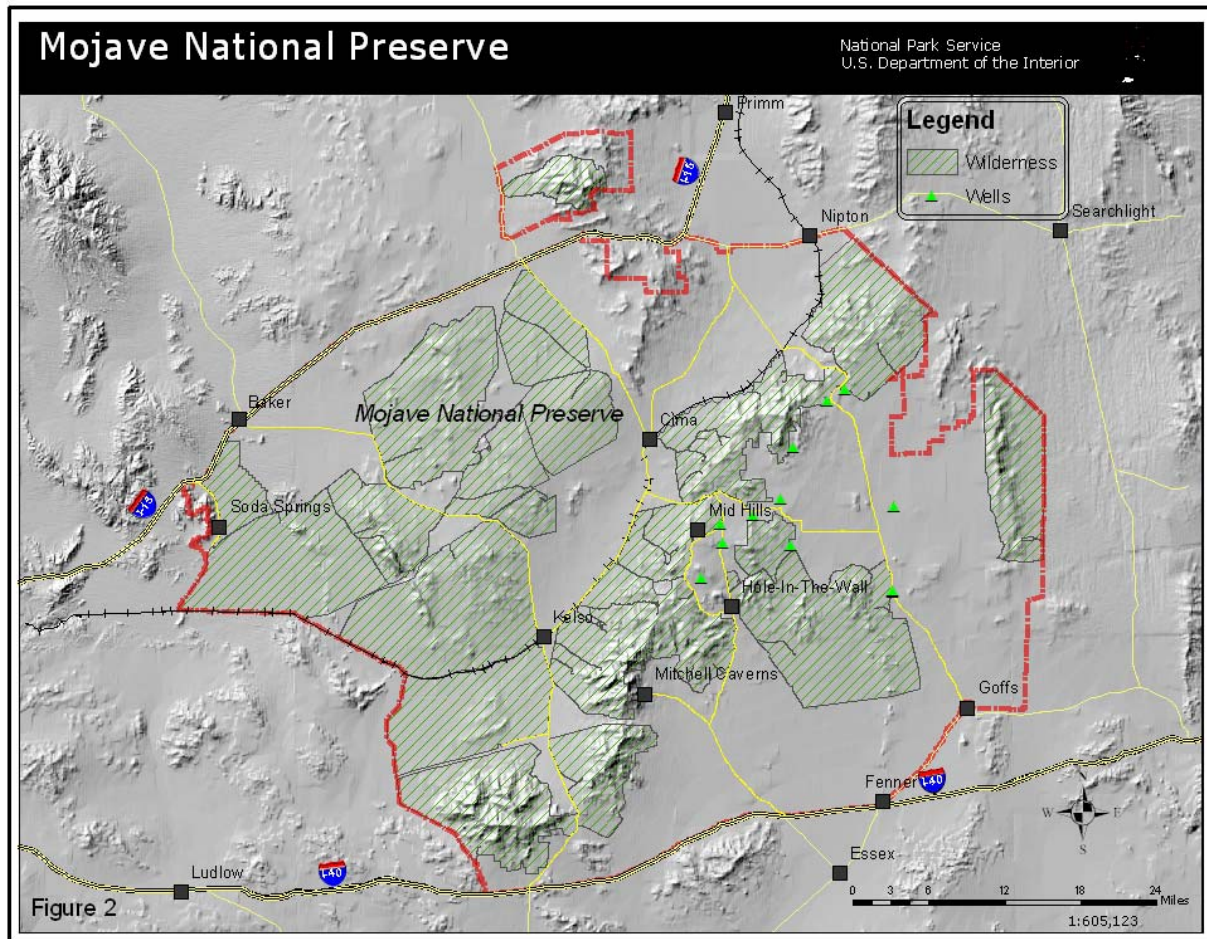 Mojave National Preserve
National Park Service
U.S. Department of the Interior
Primm
Legend
Wilderness
Wells
I-15
Nipton
Searchlight
Baker
Mojave National Preserve
Cima
I-15
Soda Springs
Mid Hills
Hole-In-The-Wall
Kelso
Mitchell Caverns
Goffs
Fenner
I-40
W
E
S
Essex
Ludlow
I-40
0 3 6 12 18 24
Miles
1:605,123
Figure 2